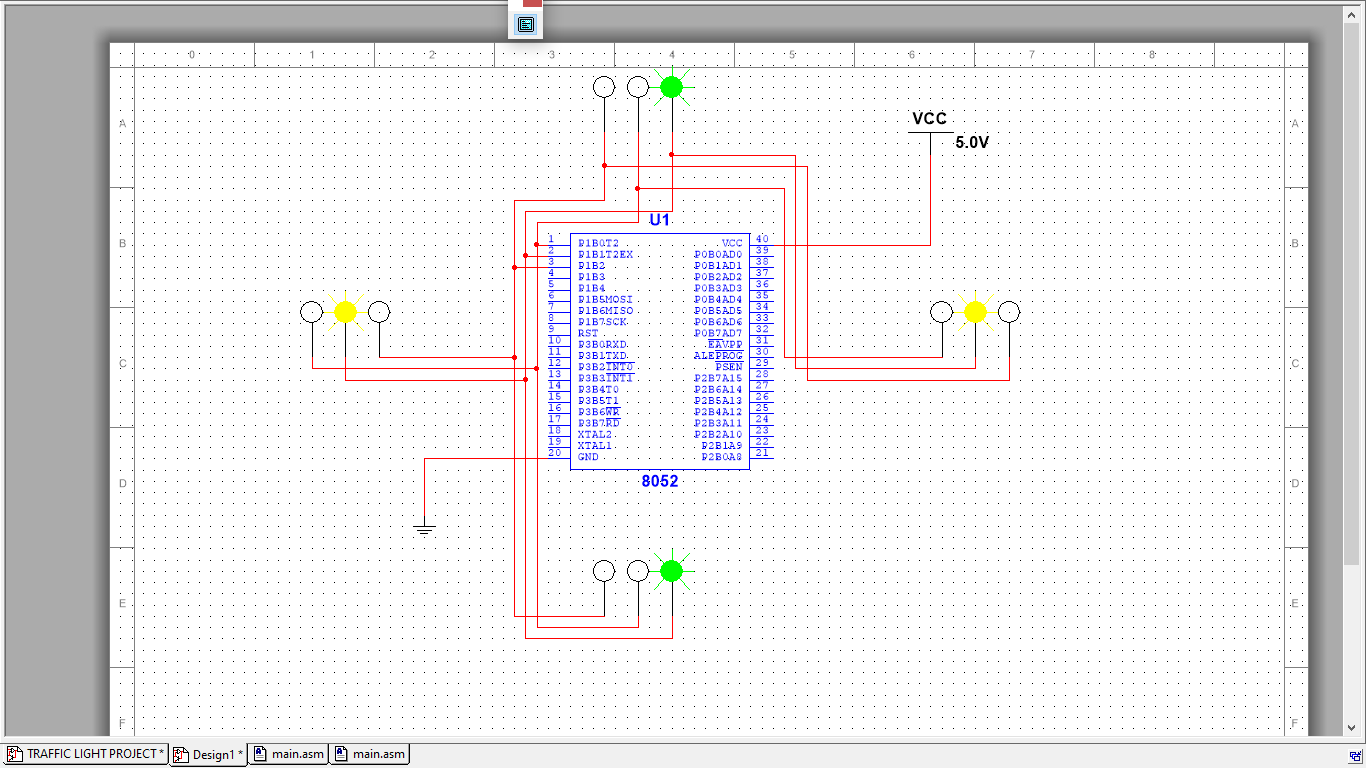 0 1 2 3 4 5 6 7 8
A A
VCC
5.0V
U1
B B
1 P1B0T2 VCC 40
2 P1B1T2EX P0B0AD0 39
3 P1B2 P0B1AD1 38
4 P1B3 P0B2AD2 37
5 P1B4 P0B3AD3 36
6 P1B5MOSI P0B4AD4 35
7 P1B6MISO P0B5AD5 34
8 P1B7SCK P0B6AD6 33
9 RST P0B7AD7 32
10 P3B0RXD EAVPP 31
11 P3B1TXD ALEPROG 30
12 P3B2INT0 PSEN 29
13 P3B3INT1 P2B7A15 28
14 P3B4T0 P2B6A14 27
15 P3B5T1 P2B5A13 26
16 P3B6WR P2B4A12 25
17 P3B7RD P2B3A11 24
18 XTAL2 P2B2A10 23
19 XTAL1 P2B1A9 22
20 GND P2B0A8 21
C C
8052
D D
E E
F F
TRAFFIC LIGHT PROJECT * Design1 * main.asm main.asm